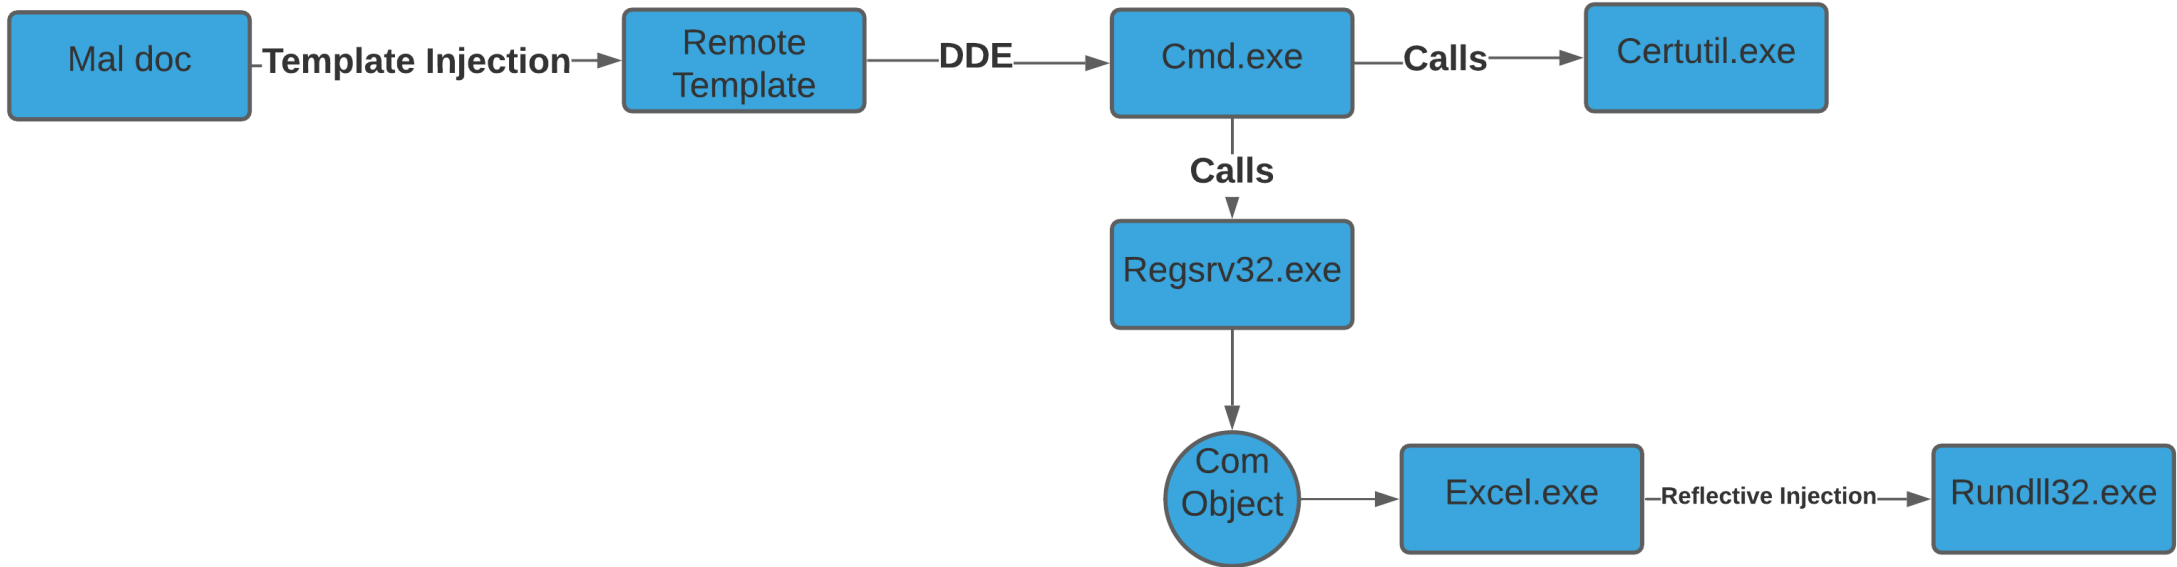 Mal doc
Template Injection
Remote
Template
DDE
Cmd.exe
Calls
Certutil.exe
Calls
Regsrv32.exe
Com
Object
Excel.exe
Reflective Injection
Rundll32.exe